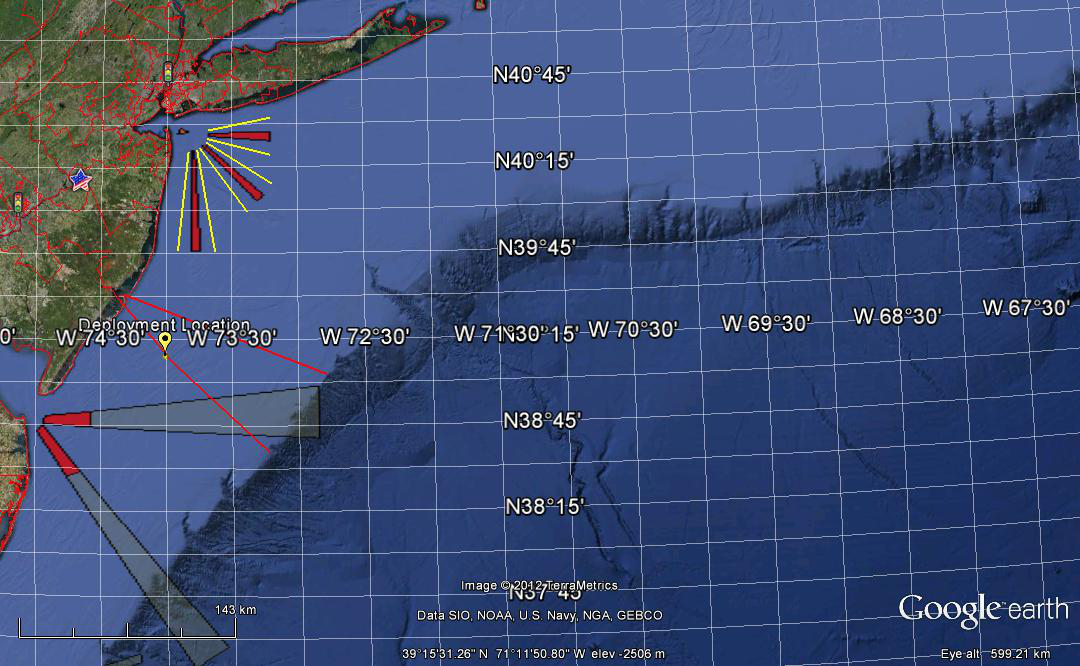 N40°45'
N40°15'
N39°45'
Deployment Location
0' W 74°30' W 73°30' W 72°30' W 71°30' W 70°30' W 69°30' W 68°30' W 67°30'
N38°45'
N38°15'
Image © 2012 TerraMetrics
N37°45'
143 km
Data SIO, NOAA, U.S. Navy, NGA, GEBCO
Google earth
39°15'31.26" N 71°11'50.80" W elev -2506 m
Eye alt 599.21 km